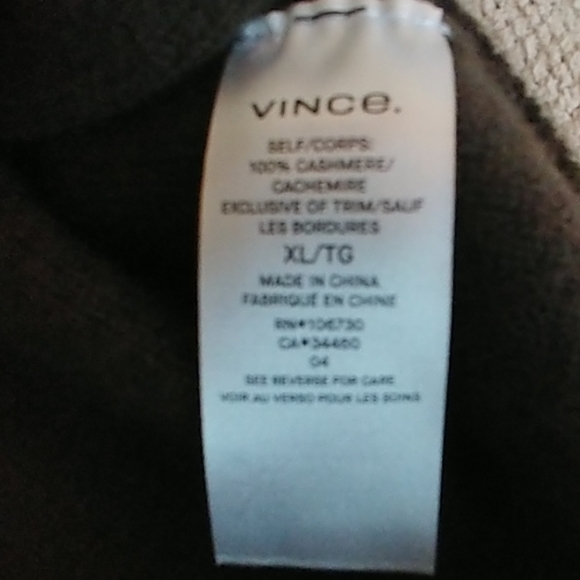 VINCe.
SELF/CORPS:
100% CASHMERE/
CACHEMIRE
EXCLUSIVE OF TRIM/SAUF
LES BORDURES
XL/TG
MADE IN CHINA
FABRIQUÉ EN CHINE
RN#106730
CA#34460
04
SEE REVERSE FOR CARE
VOIR AU VERSO POUR LES SOINS